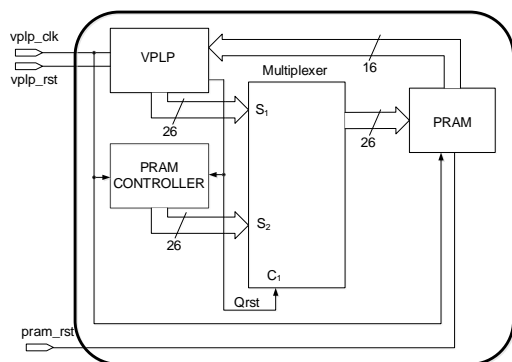 vplp_clk
vplp_rst
VPLP
16
Multiplexer
26
S1
26
PRAM
PRAM
CONTROLLER
26
S2
C1
Qrst
pram_rst